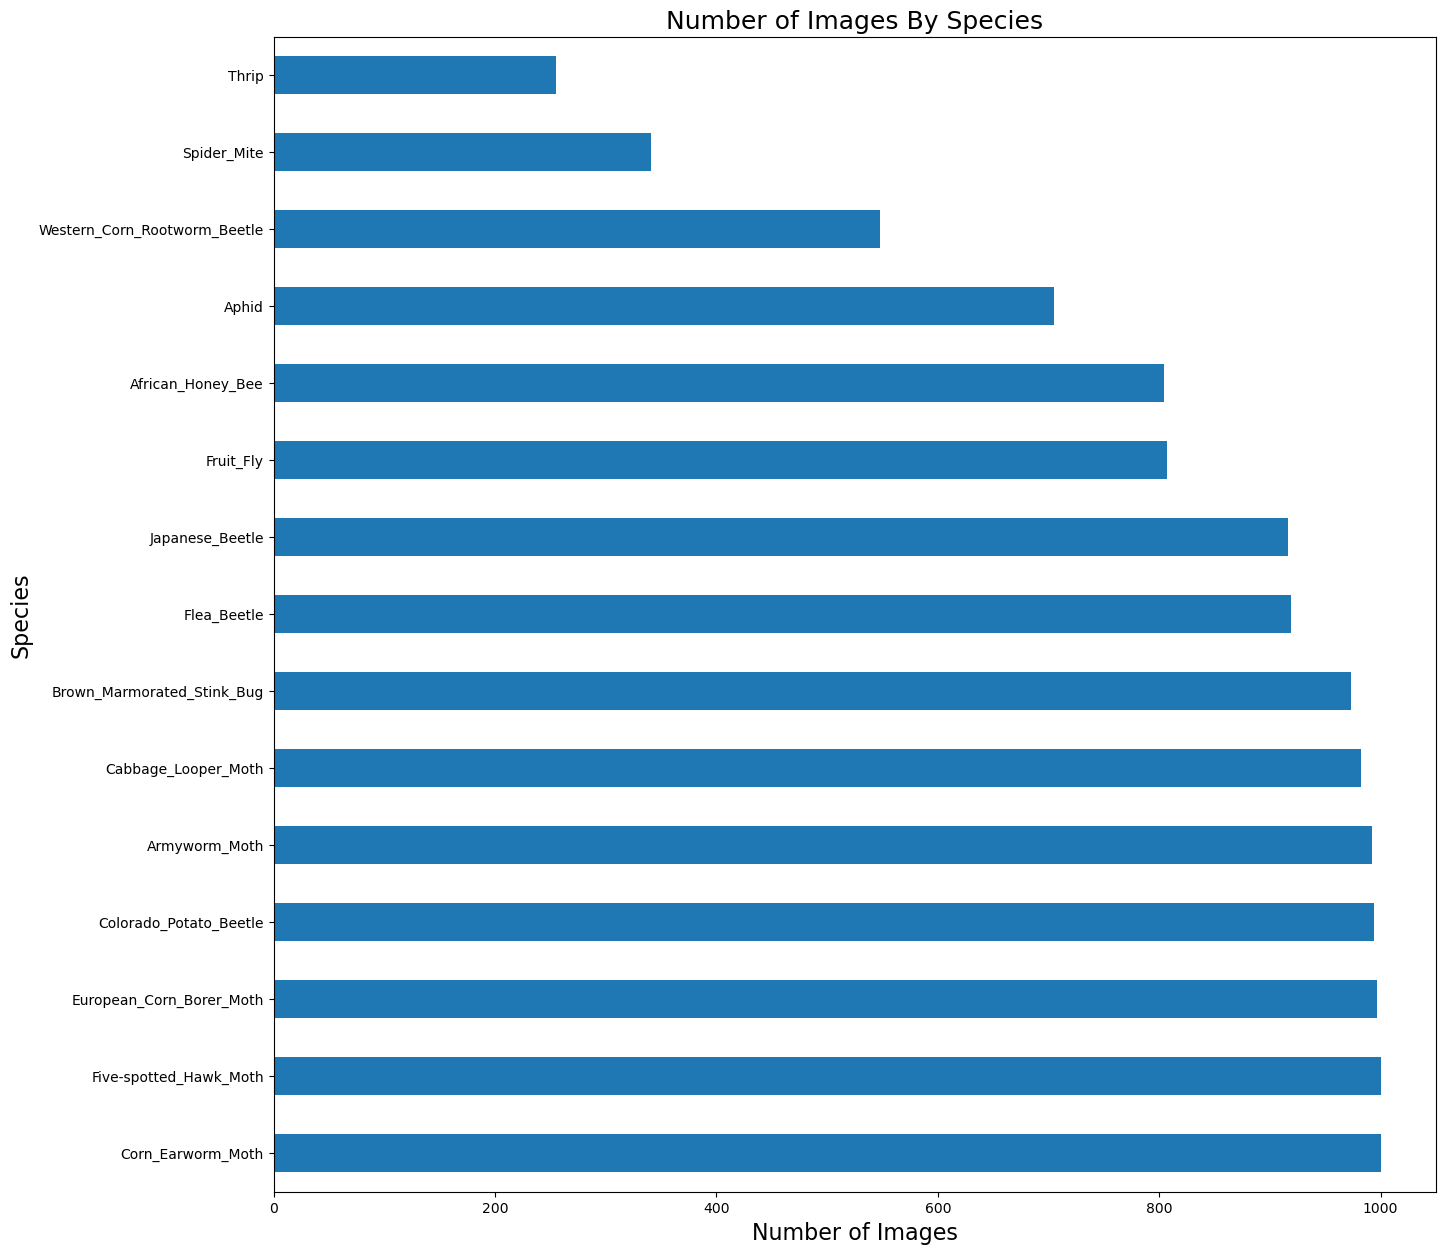 Number of Images By Species
Thrip
Spider_Mite
Western_Corn_Rootworm_Beetle
Aphid
African_Honey_Bee
Fruit_Fly
Japanese_Beetle
Flea_Beetle
Brown_Marmorated_Stink_Bug
Cabbage_Looper_Moth
Armyworm_Moth
Colorado_Potato_Beetle
European_Corn_Borer_Moth
Five-spotted_Hawk_Moth
Corn_Earworm_Moth
Species
0 200 400 600 800 1000
Number of Images